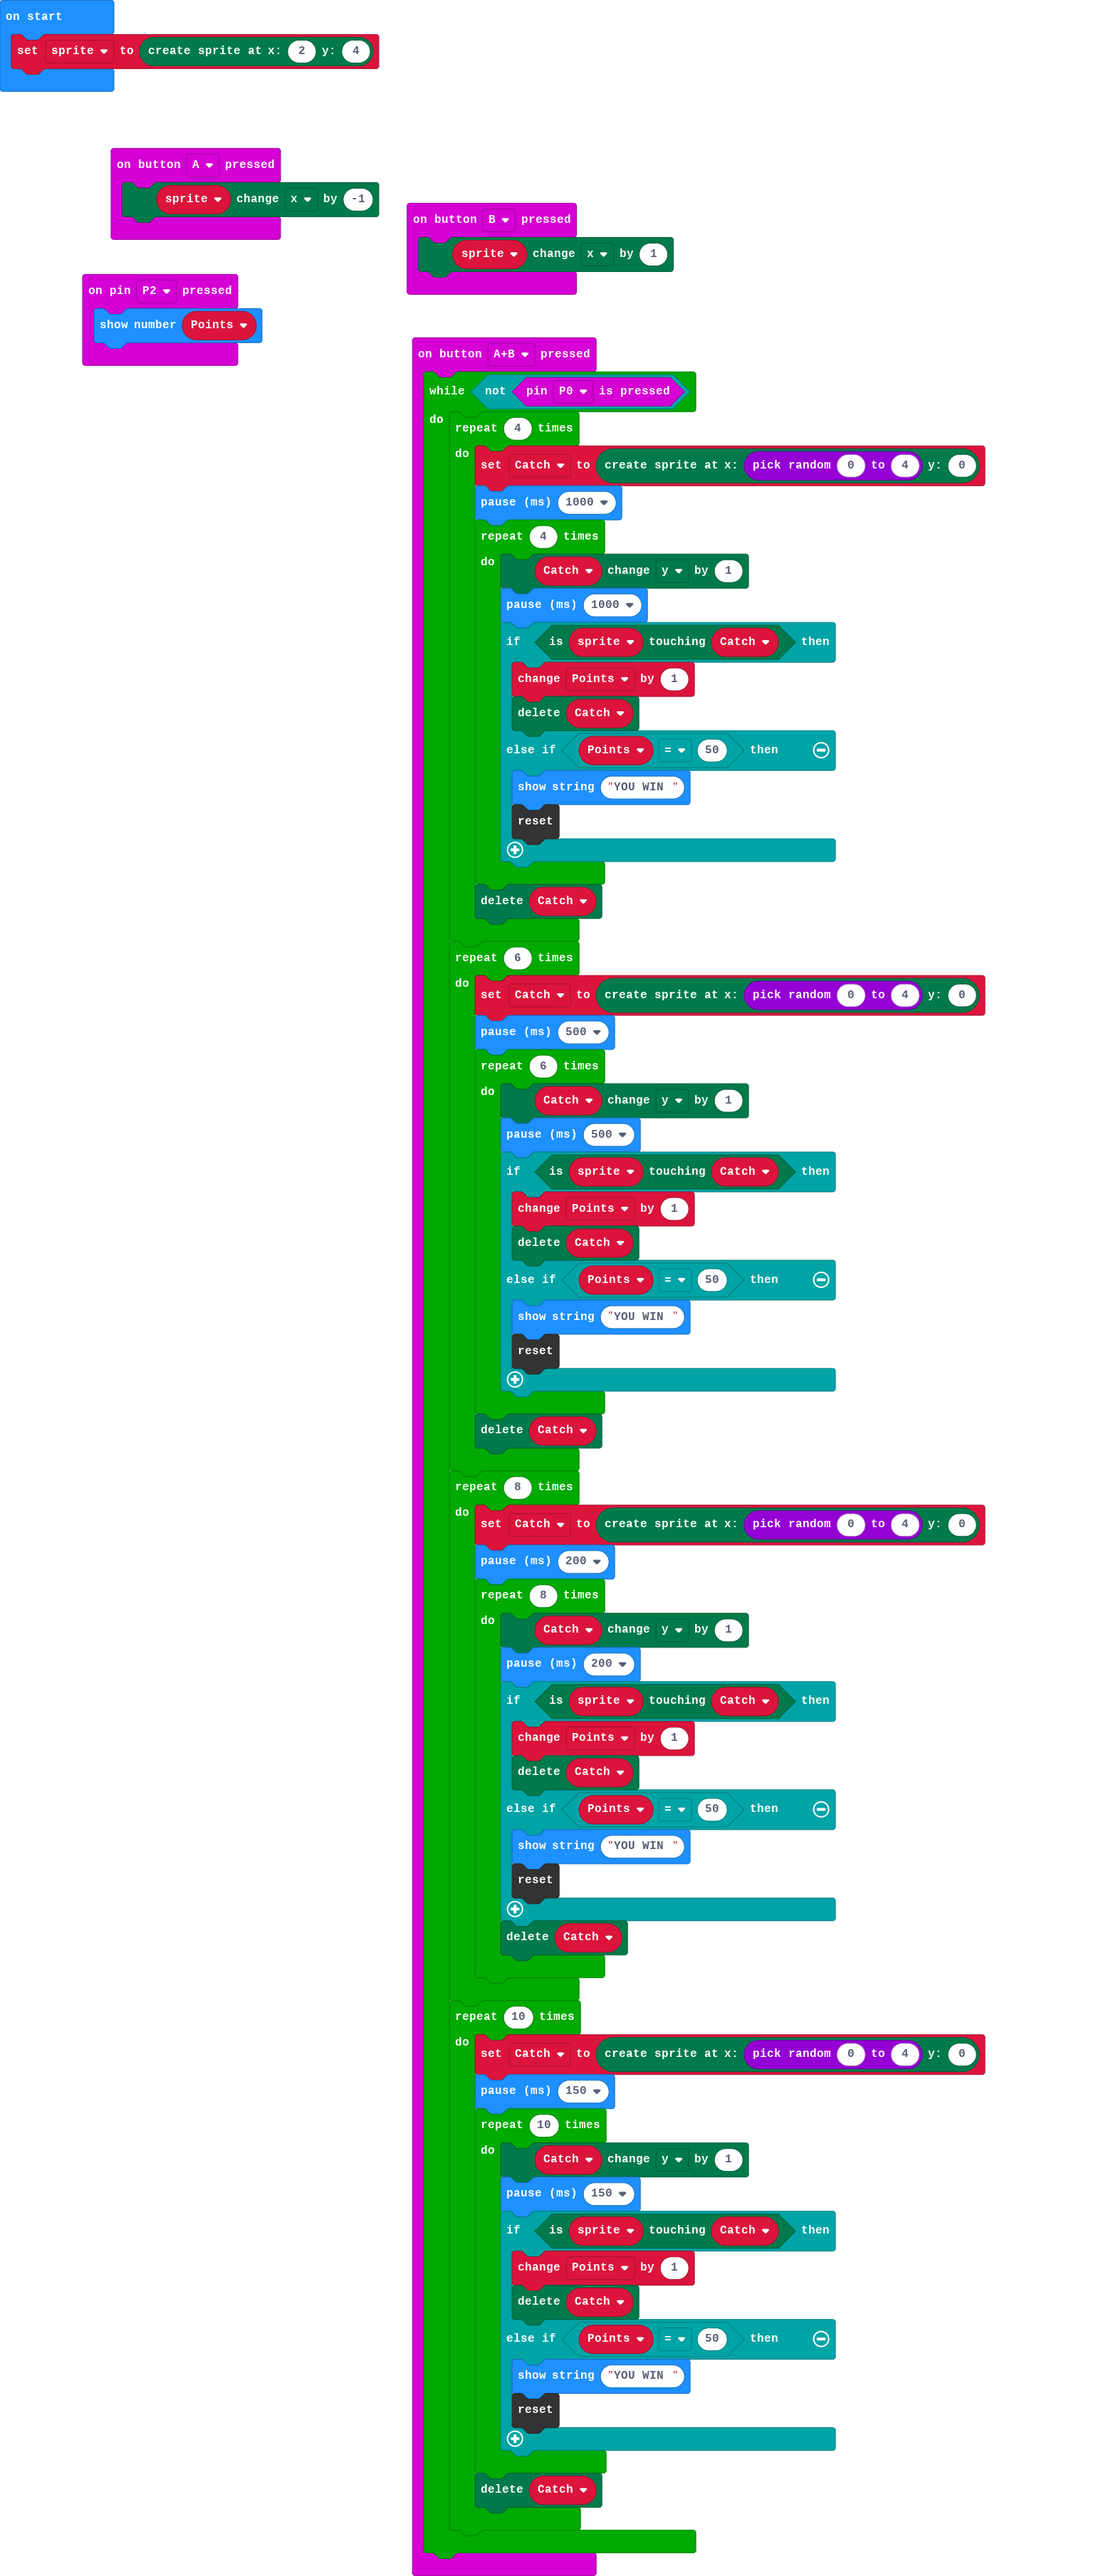 on start
set sprite to create sprite at x: 2 y: 4
on button A pressed
sprite change x by -1
on button B pressed
sprite change x by 1
on pin P2 pressed
show number Points
on button A+B pressed
while not pin P0 is pressed
do
repeat 4 times
do
set Catch to create sprite at x: pick random 0 to 4 y: 0
pause (ms) 1000
repeat 4 times
do
Catch change y by 1
pause (ms) 1000
if is sprite touching Catch then
change Points by 1
delete Catch
else if Points = 50 then
show string "YOU WIN "
reset
delete Catch
repeat 6 times
do
set Catch to create sprite at x: pick random 0 to 4 y: 0
pause (ms) 500
repeat 6 times
do
Catch change y by 1
pause (ms) 500
if is sprite touching Catch then
change Points by 1
delete Catch
else if Points = 50 then
show string "YOU WIN "
reset
delete Catch
repeat 8 times
do
set Catch to create sprite at x: pick random 0 to 4 y: 0
pause (ms) 200
repeat 8 times
do
Catch change y by 1
pause (ms) 200
if is sprite touching Catch then
change Points by 1
delete Catch
else if Points = 50 then
show string "YOU WIN "
reset
delete Catch
repeat 10 times
do
set Catch to create sprite at x: pick random 0 to 4 y: 0
pause (ms) 150
repeat 10 times
do
Catch change y by 1
pause (ms) 150
if is sprite touching Catch then
change Points by 1
delete Catch
else if Points = 50 then
show string "YOU WIN "
reset
delete Catch